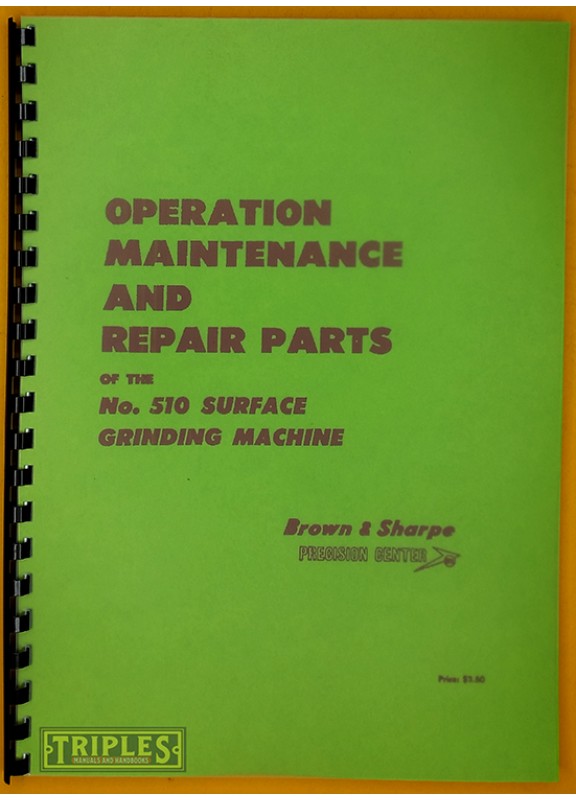 OPERATION
MAINTENANCE
AND
REPAIR PARTS
OF THE
No. 510 SURFACE
GRINDING MACHINE
Brown & Sharpe
PRECISION CENTER
Price:
TRIPLES
MANUALS AND HANDBOOKS